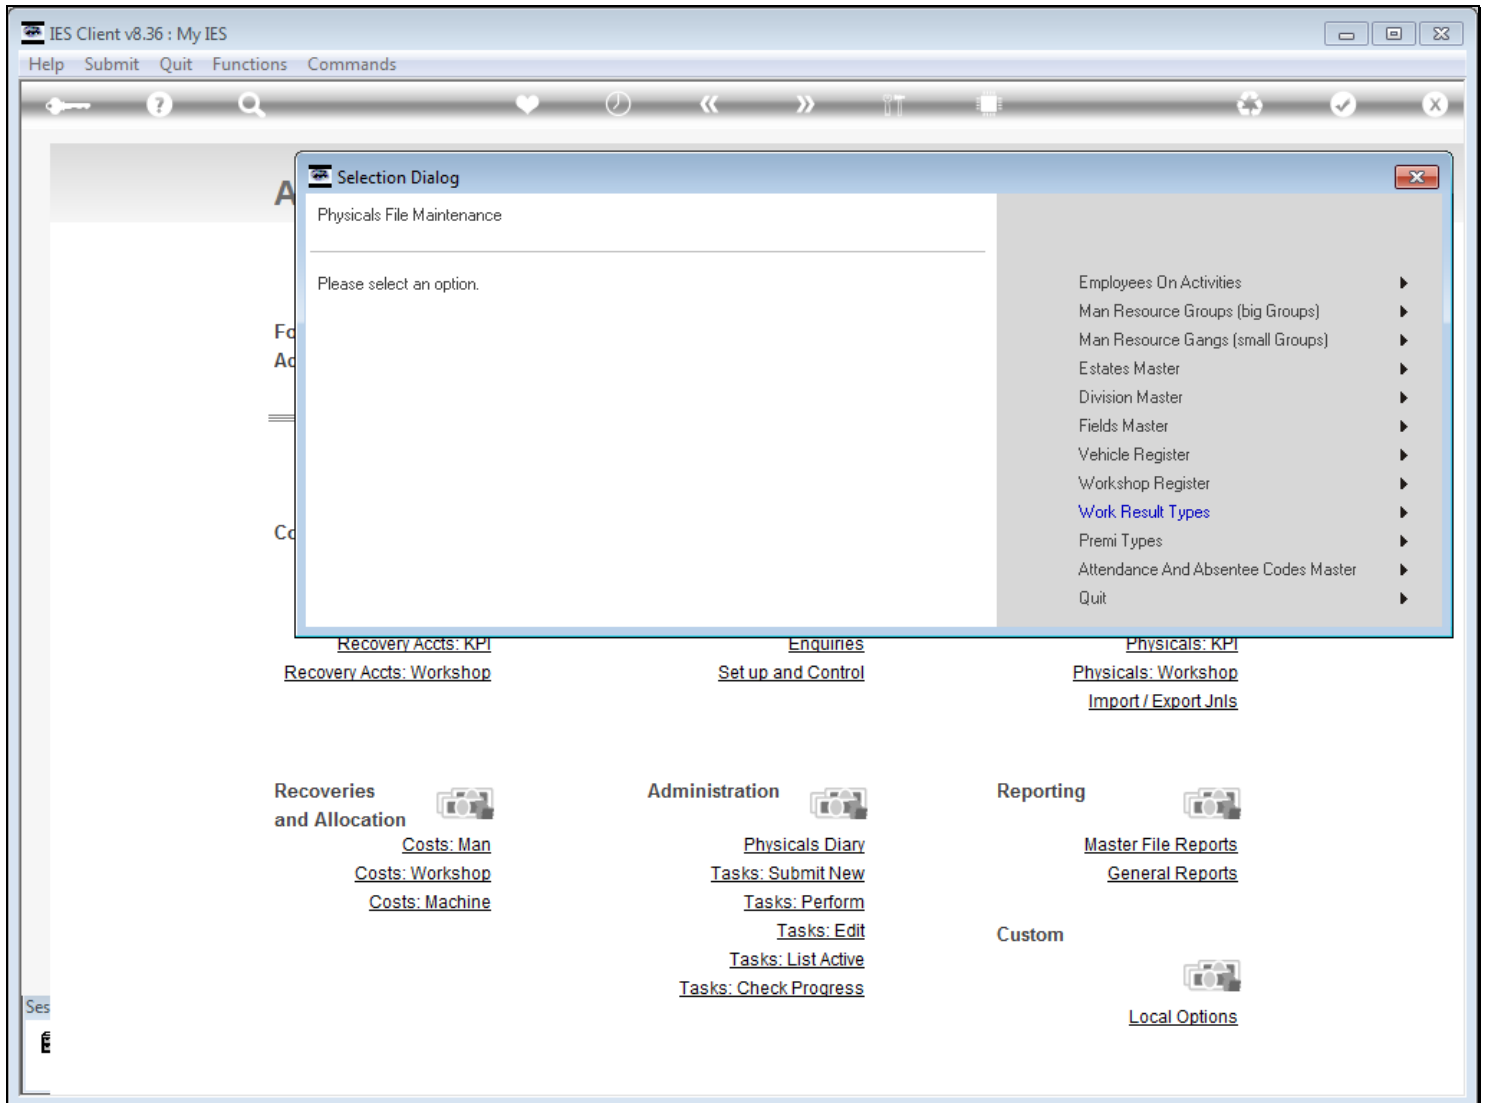 IES Client v8.36 : My IES
Help Submit Quit Functions Commands
Selection Dialog
Physicals File Maintenance
Please select an option.
Employees On Activities
Man Resource Groups (big Groups)
Man Resource Gangs (small Groups)
Estates Master
Division Master
Fields Master
Vehicle Register
Workshop Register
Work Result Types
Premi Types
Attendance And Absentee Codes Master
Quit
Recovery Accts: KPI
Recovery Accts: Workshop
Enquiries
Set up and Control
Physicals: KPI
Physicals: Workshop
Import / Export Jnls
Recoveries
and Allocation
Costs: Man
Costs: Workshop
Costs: Machine
Administration
Physicals Diary
Tasks: Submit New
Tasks: Perform
Tasks: Edit
Tasks: List Active
Tasks: Check Progress
Reporting
Master File Reports
General Reports
Custom
Local Options
Ses